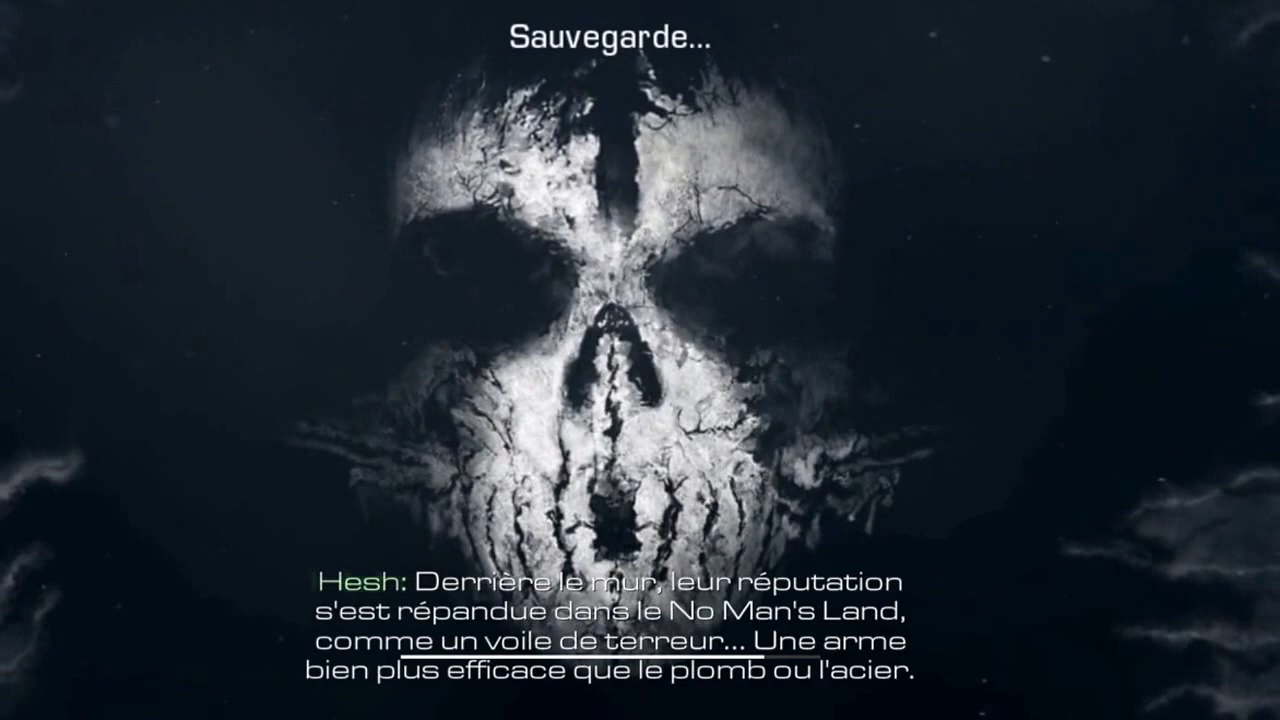 Sauvegarde...
Hesh: Derrière le mur, leur réputation
s'est répandue dans le No Man's Land,
comme un voile de terreur... Une arme
bien plus efficace que le plomb ou l'acier.